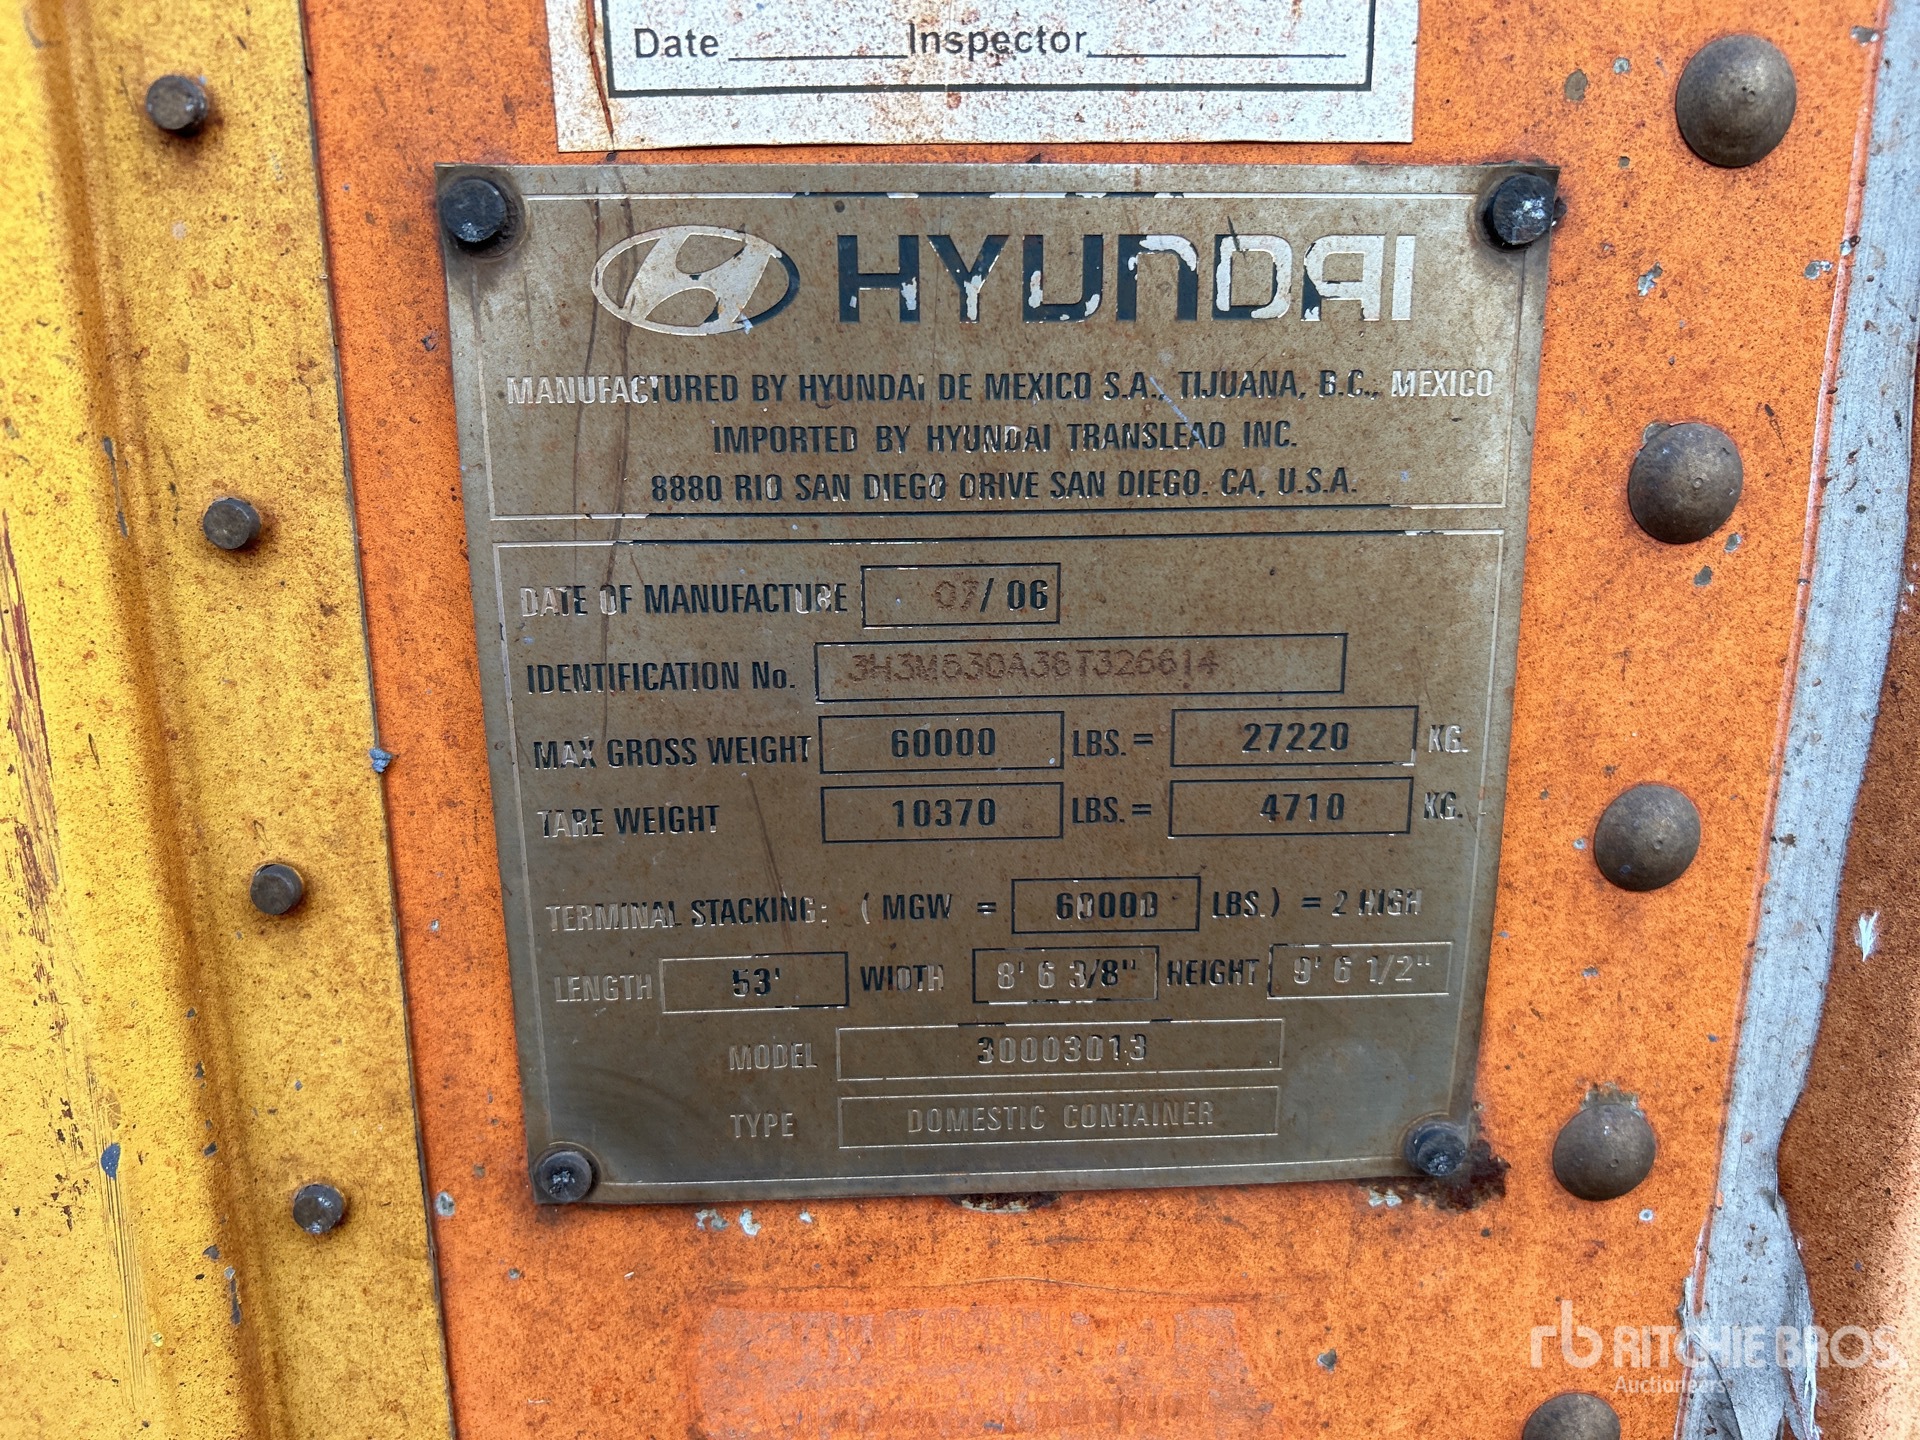 Date Inspector
HYUNDAI
MANUFACTURED BY HYUNDAI DE MEXICO S.A., TIJUANA, B.C., MEXICO
IMPORTED BY HYUNDAI TRANSLEAD INC.
8880 RIO SAN DIEGO DRIVE SAN DIEGO. CA, U.S.A.
DATE OF MANUFACTURE 07/ 06
IDENTIFICATION No. 3H3M530A36T326614
MAX GROSS WEIGHT 60000 LBS. = 27220 KG.
TARE WEIGHT 10370 LBS. = 4710 KG.
TERMINAL STACKING: ( MGW = 60000 LBS. ) = 2 HIGH
LENGTH 53' WIDTH 8' 6 3/8" HEIGHT 9' 6 1/2"
MODEL 30003013
TYPE DOMESTIC CONTAINER
rb RITCHIE BROS.
Auctioneers